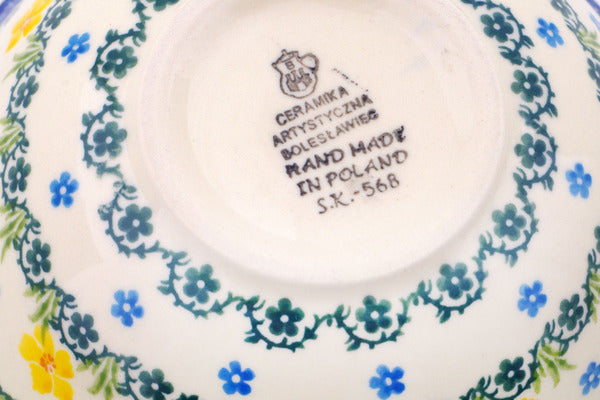 B
CERAMIKA
ARTYSTYCZNA
BOLESŁAWIEC
HAND MADE
IN POLAND
S.K.-568